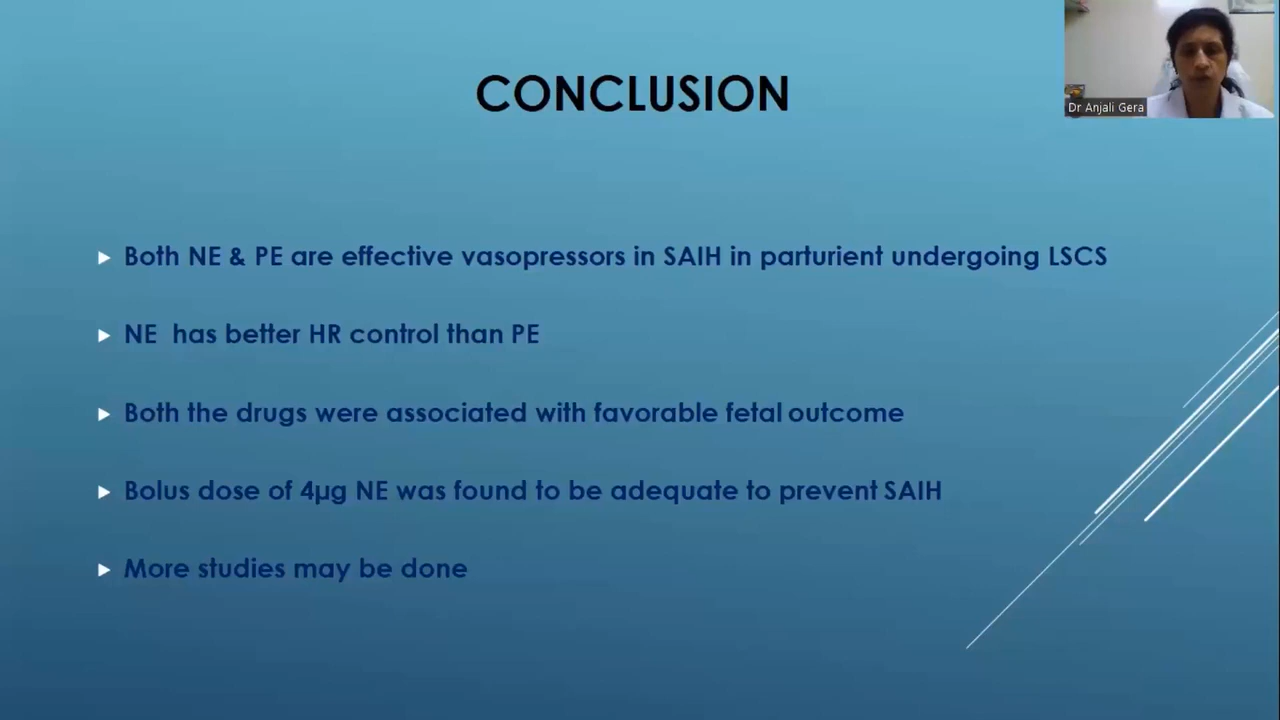 CONCLUSION
Dr Anjali Gera
Both NE & PE are effective vasopressors in SAIH in parturient undergoing LSCS
NE has better HR control than PE
Both the drugs were associated with favorable fetal outcome
Bolus dose of 4µg NE was found to be adequate to prevent SAIH
More studies may be done